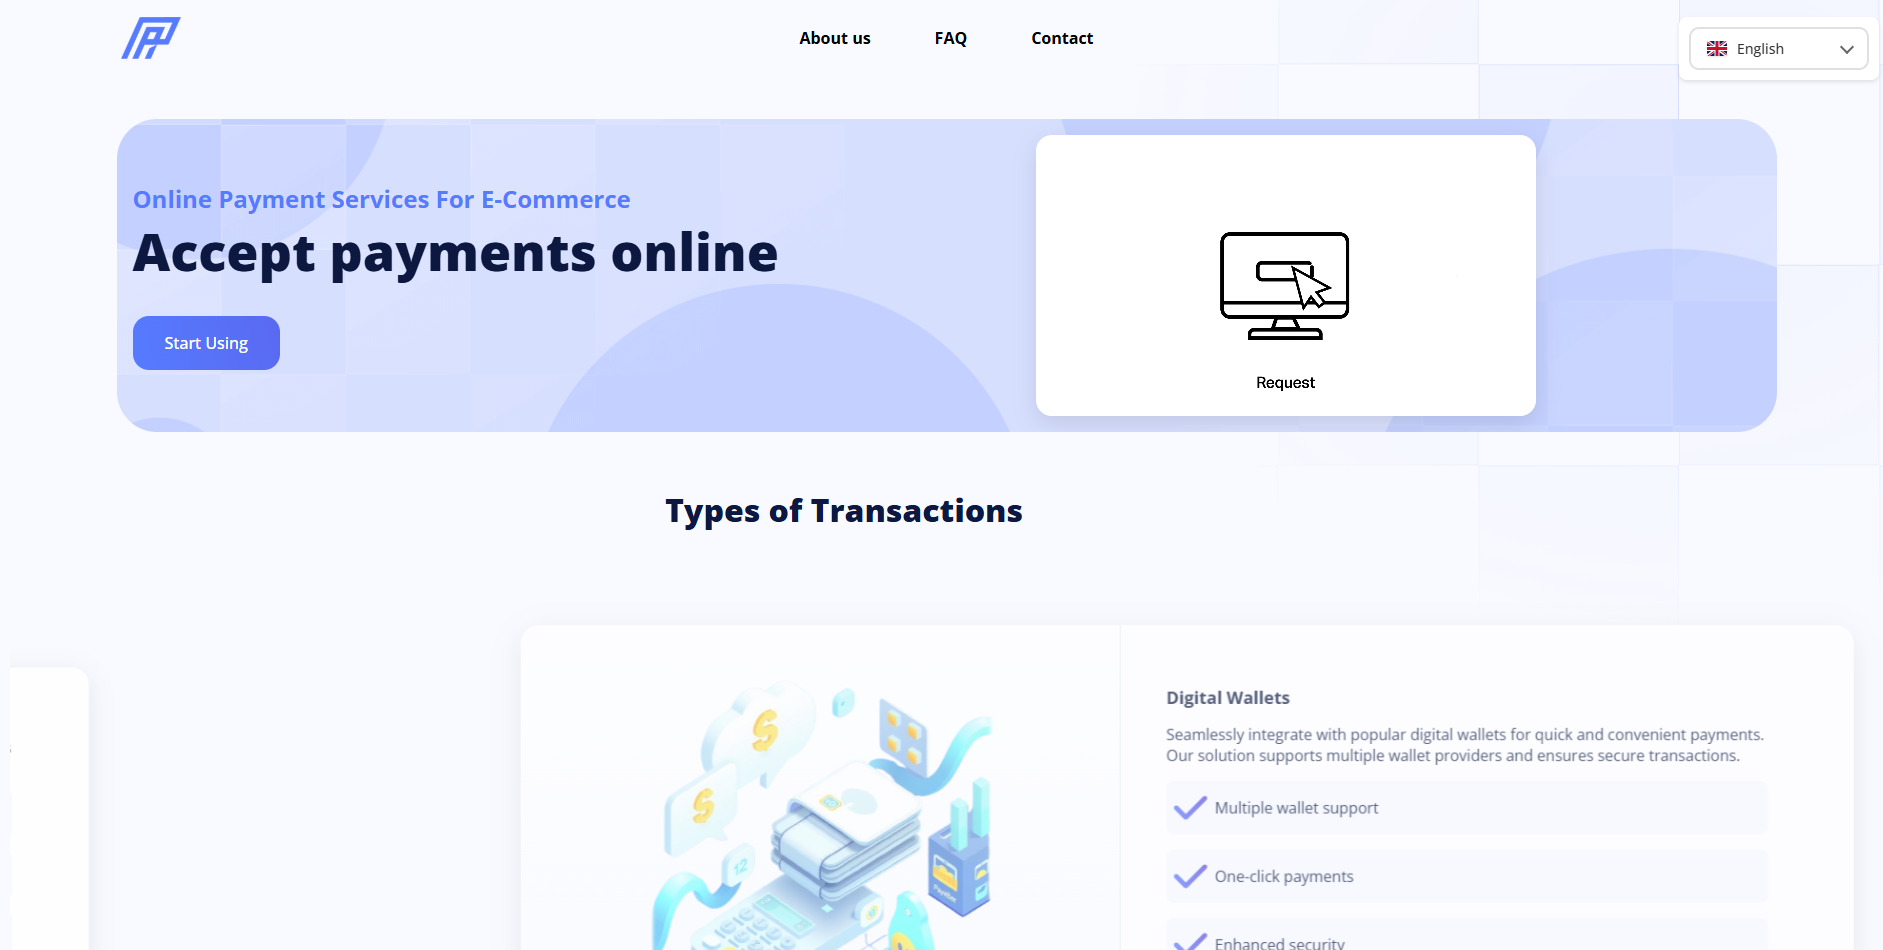 About us
FAQ
Contact
English
Online Payment Services For E-Commerce
Accept payments online
Start Using
Request
Types of Transactions
Digital Wallets
Seamlessly integrate with popular digital wallets for quick and convenient payments.
Our solution supports multiple wallet providers and ensures secure transactions.
Multiple wallet support
One-click payments
Enhanced security
$
$
12